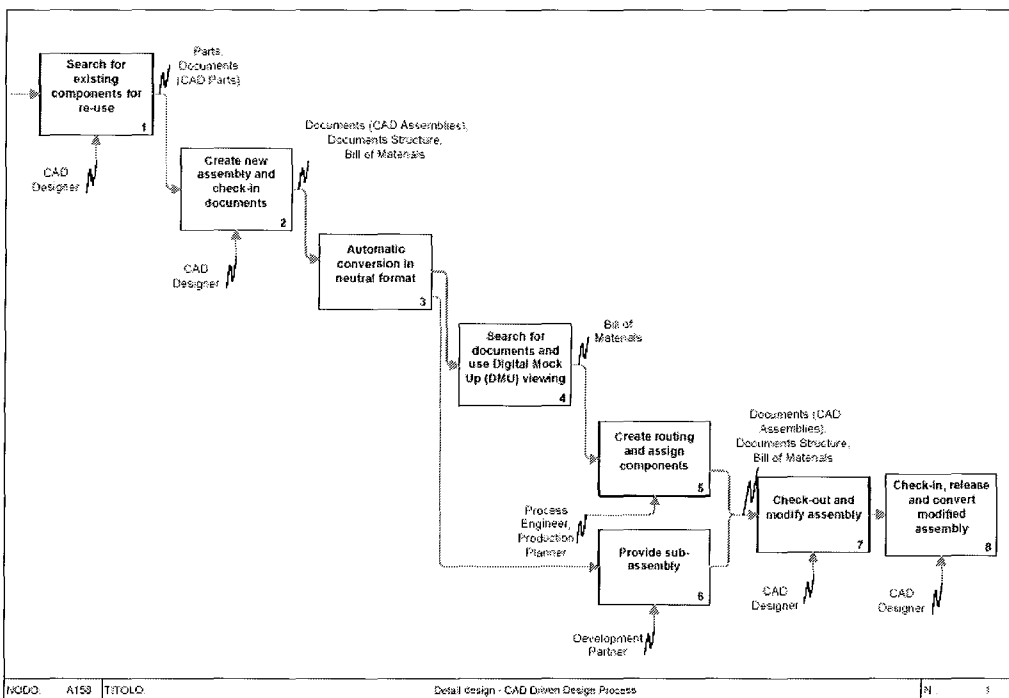 Search for
existing
components for
re-use
1
Parts,
Documents
(CAD Parts)
CAD
Designer
Create new
assembly and
check-in
documents
2
Documents (CAD Assemblies),
Documents Structure,
Bill of Materials
CAD
Designer
Automatic
conversion in
neutral format
3
Search for
documents and
use Digital Mock
Up (DMU) viewing
4
Bill of
Materials
Create routing
and assign
components
5
Process
Engineer,
Production
Planner
Provide sub-
assembly
6
Development
Partner
Documents (CAD
Assemblies),
Documents Structure,
Bill of Materials
Check-out and
modify assembly
7
CAD
Designer
Check-in, release
and convert
modified
assembly
8
CAD
Designer
NODO: A158 TITOLO: Detail design - CAD Driven Design Process N.: 1